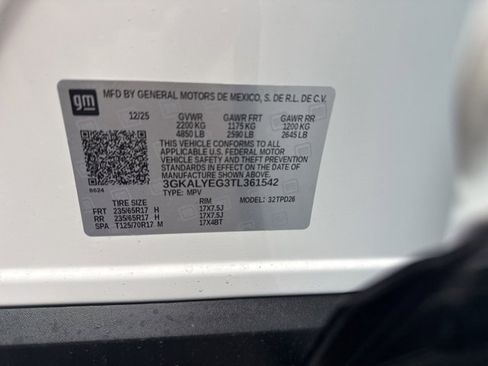 gm
MFD BY GENERAL MOTORS DE MEXICO, S. DE R.L. DE C.V.
12/25 GVWR GAWR FRT GAWR RR
2200 KG 1175 KG 1200 KG
4850 LB 2590 LB 2645 LB
THIS VEHICLE CONFORMS TO ALL
APPLICABLE U.S. FEDERAL MOTOR
VEHICLE SAFETY AND THEFT PREVENTION
STANDARDS IN EFFECT ON THE DATE OF
MANUFACTURE SHOWN ABOVE.
3GKALYEG3TL361542
TYPE: MPV MODEL: 32TPD26
8624
TIRE SIZE RIM
FRT 235/65R17 H 17X7.5J
RR 235/65R17 H 17X7.5J
SPA T125/70R17 M 17X4BT